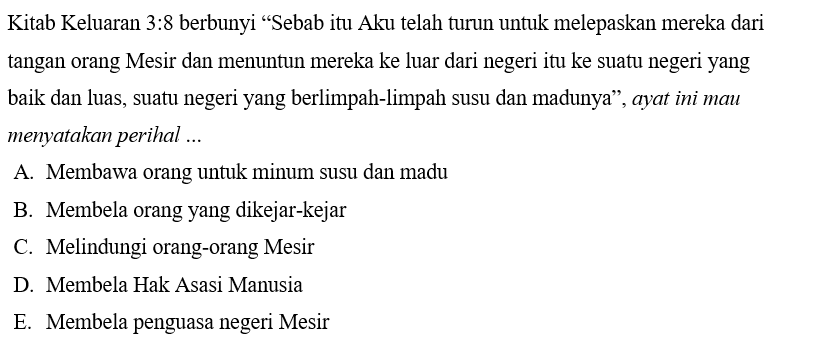 Kitab Keluaran 3:8 berbunyi “Sebab itu Aku telah turun untuk melepaskan mereka dari
tangan orang Mesir dan menuntun mereka ke luar dari negeri itu ke suatu negeri yang
baik dan luas, suatu negeri yang berlimpah-limpah susu dan madunya”, ayat ini mau
menyatakan perihal ...
A. Membawa orang untuk minum susu dan madu
B. Membela orang yang dikejar-kejar
C. Melindungi orang-orang Mesir
D. Membela Hak Asasi Manusia
E. Membela penguasa negeri Mesir